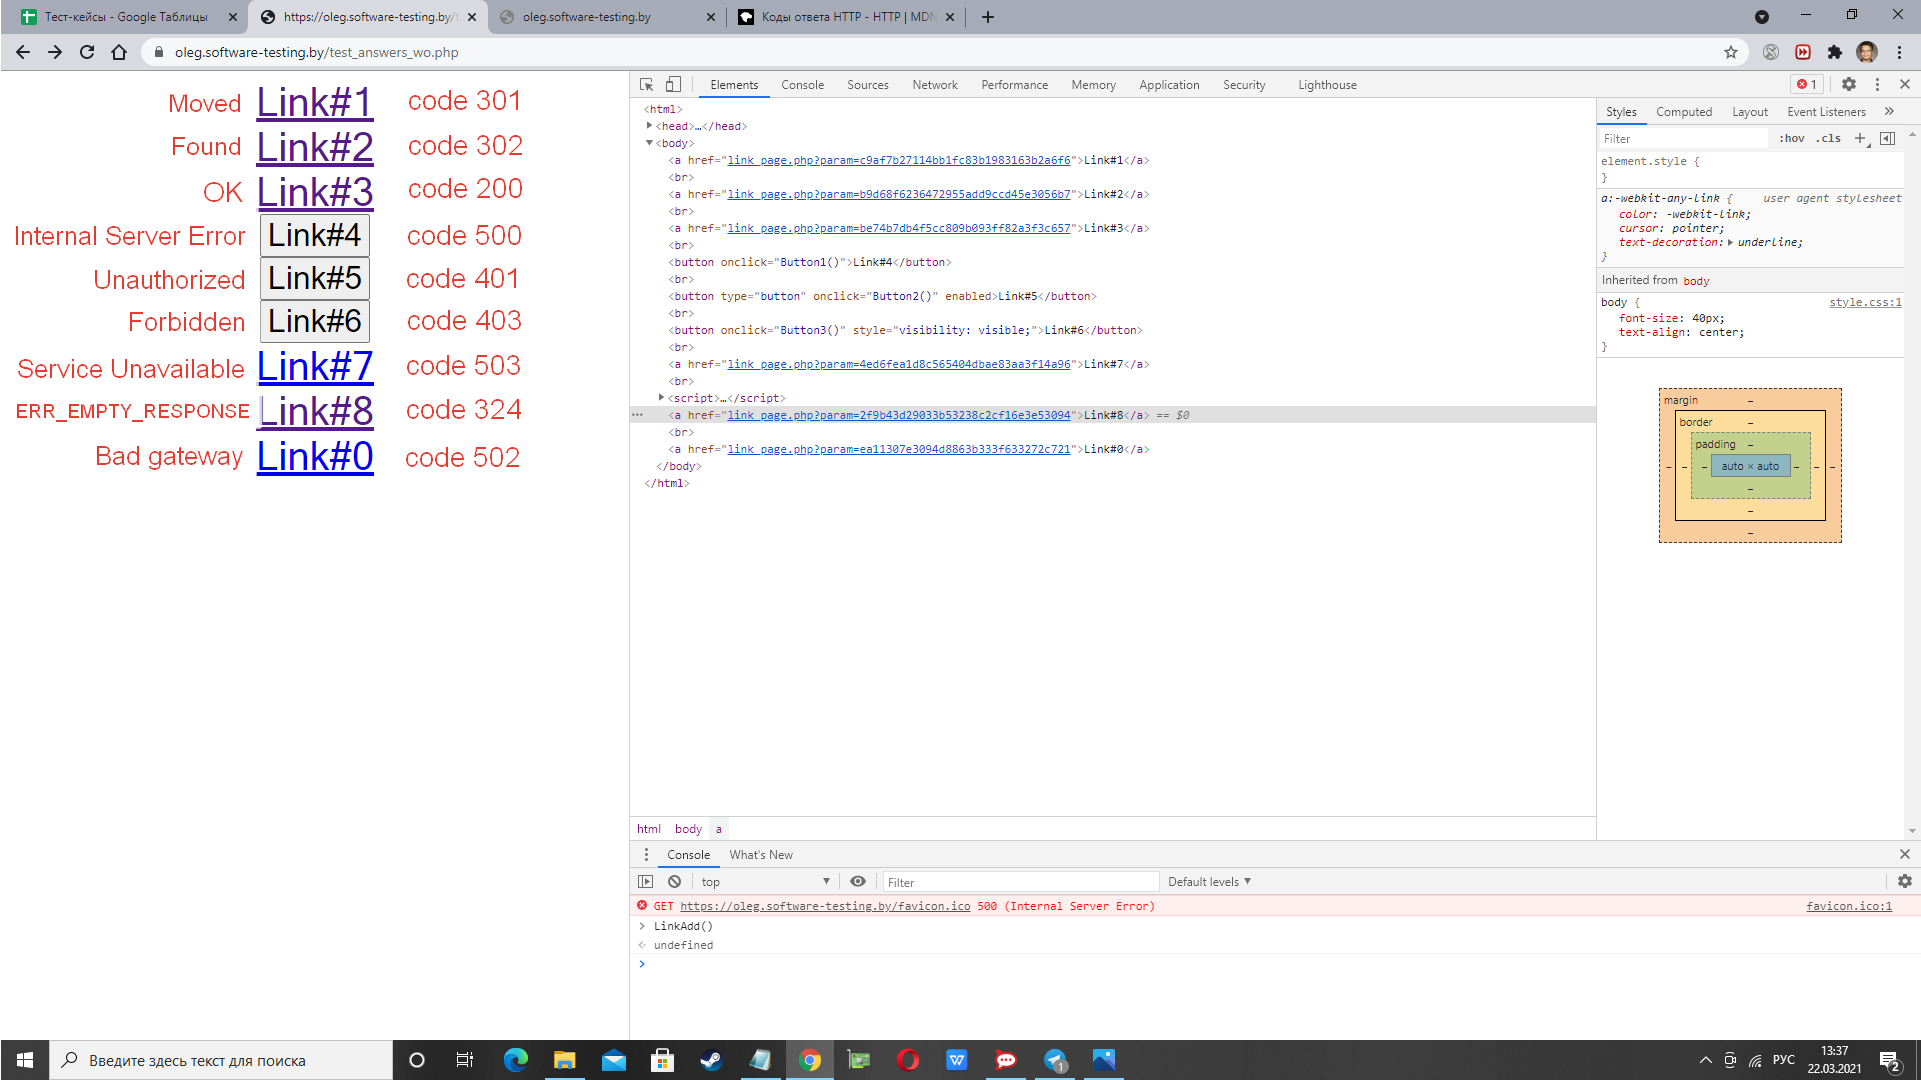 Тест-кейсы - Google Таблицы
https://oleg.software-testing.by/
oleg.software-testing.by
Коды ответа HTTP - HTTP | MDN
oleg.software-testing.by/test_answers_wo.php
Moved Link#1 code 301
Found Link#2 code 302
OK Link#3 code 200
Internal Server Error Link#4 code 500
Unauthorized Link#5 code 401
Forbidden Link#6 code 403
Service Unavailable Link#7 code 503
ERR_EMPTY_RESPONSE Link#8 code 324
Bad gateway Link#0 code 502
Elements Console Sources Network Performance Memory Application Security Lighthouse 1
<html>
<head>…</head>
<body>
<a href="link_page.php?param=c9af7b27114bb1fc83b1983163b2a6f6">Link#1</a>
<br>
<a href="link_page.php?param=b9d68f6236472955add9ccd45e3056b7">Link#2</a>
<br>
<a href="link_page.php?param=be74b7db4f5cc809b093ff82a3f3c657">Link#3</a>
<br>
<button onclick="Button1()">Link#4</button>
<br>
<button type="button" onclick="Button2()" enabled>Link#5</button>
<br>
<button onclick="Button3()" style="visibility: visible;">Link#6</button>
<br>
<a href="link_page.php?param=4ed6fea1d8c565404dbae83aa3f14a96">Link#7</a>
<br>
<script>…</script>
<a href="link_page.php?param=2f9b43d29033b53238c2cf16e3e53094">Link#8</a> == $0
<br>
<a href="link_page.php?param=ea11307e3094d8863b333f633272c721">Link#0</a>
</body>
</html>
html body a
Styles Computed Layout Event Listeners »
Filter :hov .cls +
element.style {
}
a:-webkit-any-link { user agent stylesheet
color: -webkit-link;
cursor: pointer;
text-decoration: underline;
}
Inherited from body
body { style.css:1
font-size: 40px;
text-align: center;
}
margin –
border –
padding –
– – – auto × auto – – –
–
–
–
Console What's New
top Filter Default levels
GET https://oleg.software-testing.by/favicon.ico 500 (Internal Server Error) favicon.ico:1
> LinkAdd()
undefined
>
Введите здесь текст для поиска
1
РУС
13:37
22.03.2021
2